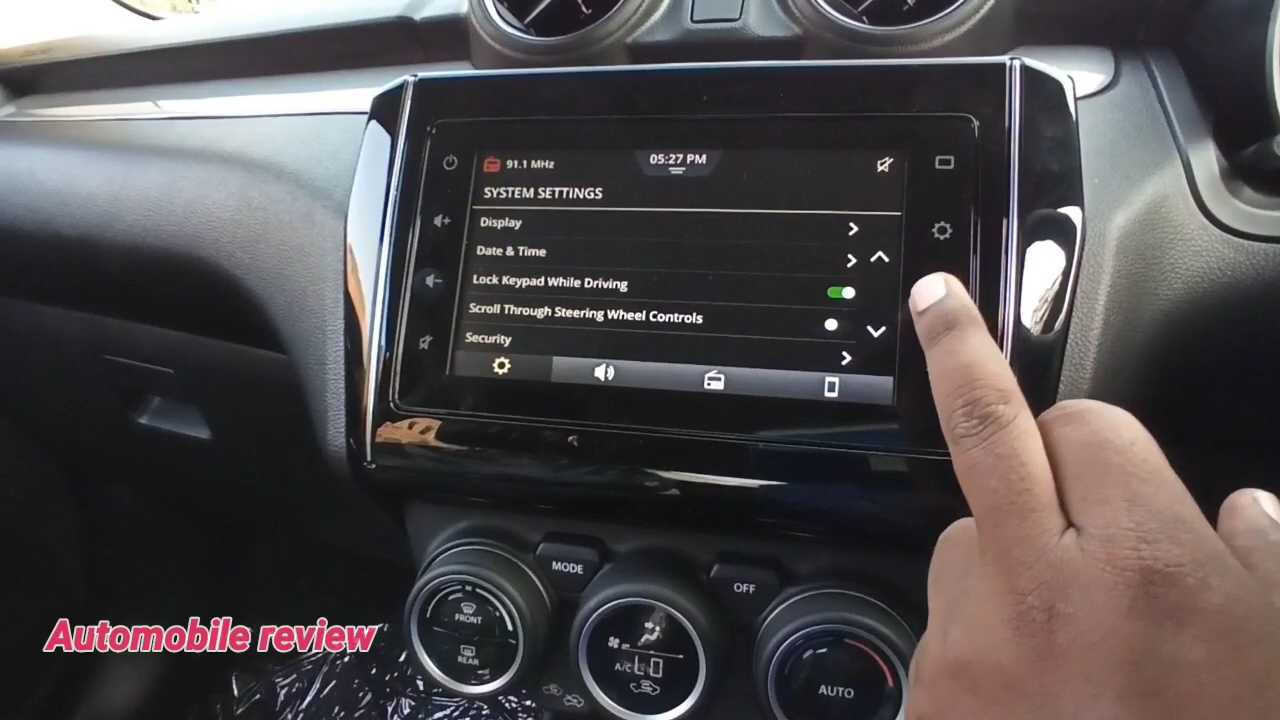 91.1 MHz
05:27 PM
SYSTEM SETTINGS
Display
Date & Time
Lock Keypad While Driving
Scroll Through Steering Wheel Controls
Security
MODE
OFF
FRONT
REAR
A/C LO
AUTO
Automobile review